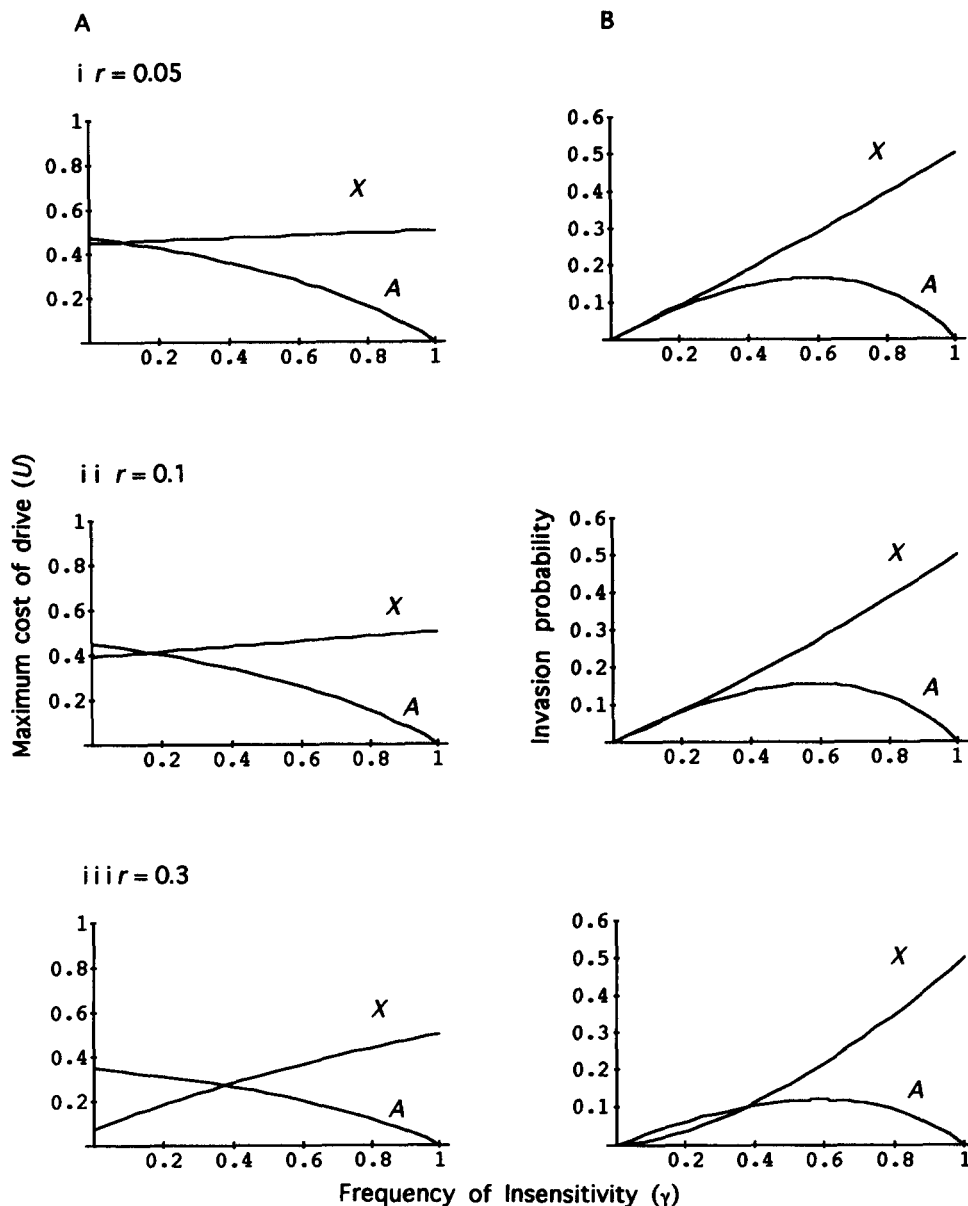 A
B
i r = 0.05
1
0.8
0.6
0.4
0.2
X
A
0.2 0.4 0.6 0.8 1
0.6
0.5
0.4
0.3
0.2
0.1
X
A
0.2 0.4 0.6 0.8 1
ii r = 0.1
1
0.8
0.6
0.4
0.2
X
A
0.2 0.4 0.6 0.8 1
0.6
0.5
0.4
0.3
0.2
0.1
X
A
0.2 0.4 0.6 0.8 1
Maximum cost of drive (U)
Invasion probability
iii r = 0.3
1
0.8
0.6
0.4
0.2
X
A
0.2 0.4 0.6 0.8 1
0.6
0.5
0.4
0.3
0.2
0.1
X
A
0.2 0.4 0.6 0.8 1
Frequency of Insensitivity (γ)